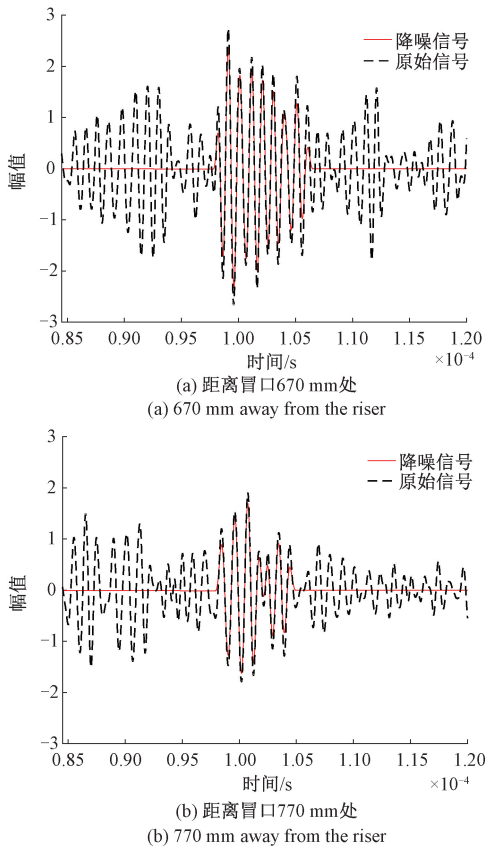 3
降噪信号
原始信号
2
1
0
−1
−2
−3
幅值
0.85 0.90 0.95 1.00 1.05 1.10 1.15 1.20
时间/s ×10⁻⁴
(a) 距离冒口670 mm处
(a) 670 mm away from the riser
3
降噪信号
原始信号
2
1
0
−1
−2
−3
幅值
0.85 0.90 0.95 1.00 1.05 1.10 1.15 1.20
时间/s ×10⁻⁴
(b) 距离冒口770 mm处
(b) 770 mm away from the riser